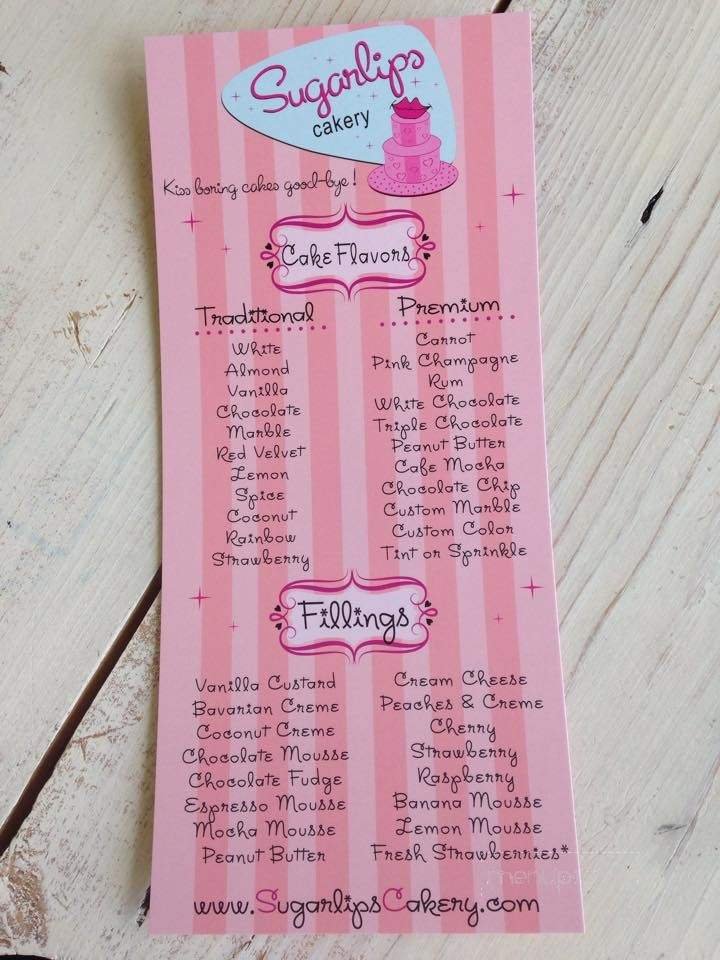 Sugarlips
cakery
Kiss boring cakes good-bye!
Cake Flavors
Traditional
White
Almond
Vanilla
Chocolate
Marble
Red Velvet
Lemon
Spice
Coconut
Rainbow
Strawberry
Premium
Carrot
Pink Champagne
Rum
White Chocolate
Triple Chocolate
Peanut Butter
Cafe Mocha
Chocolate Chip
Custom Marble
Custom Color
Tint or Sprinkle
Fillings
Vanilla Custard
Bavarian Creme
Coconut Creme
Chocolate Mousse
Chocolate Fudge
Espresso Mousse
Mocha Mousse
Peanut Butter
Cream Cheese
Peaches & Creme
Cherry
Strawberry
Raspberry
Banana Mousse
Lemon Mousse
Fresh Strawberries*
www.SugarlipsCakery.com